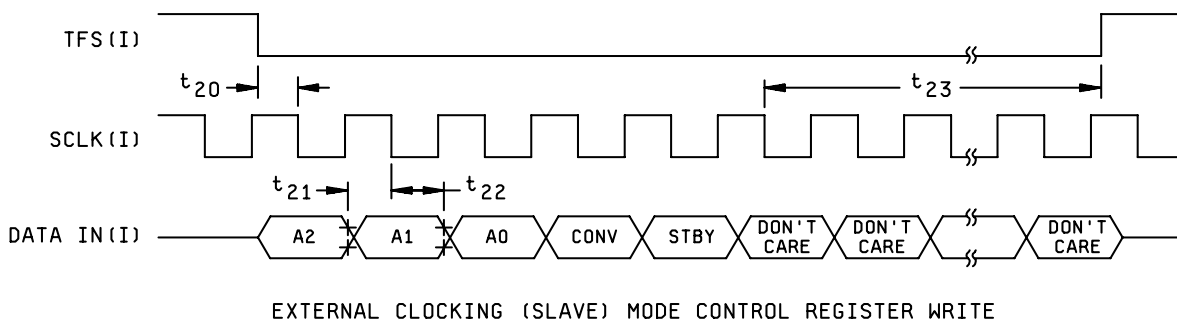 TFS(I)
t20
t23
SCLK(I)
t21
t22
DATA IN(I)
A2
A1
A0
CONV
STBY
DON'T
CARE
DON'T
CARE
DON'T
CARE
EXTERNAL CLOCKING (SLAVE) MODE CONTROL REGISTER WRITE